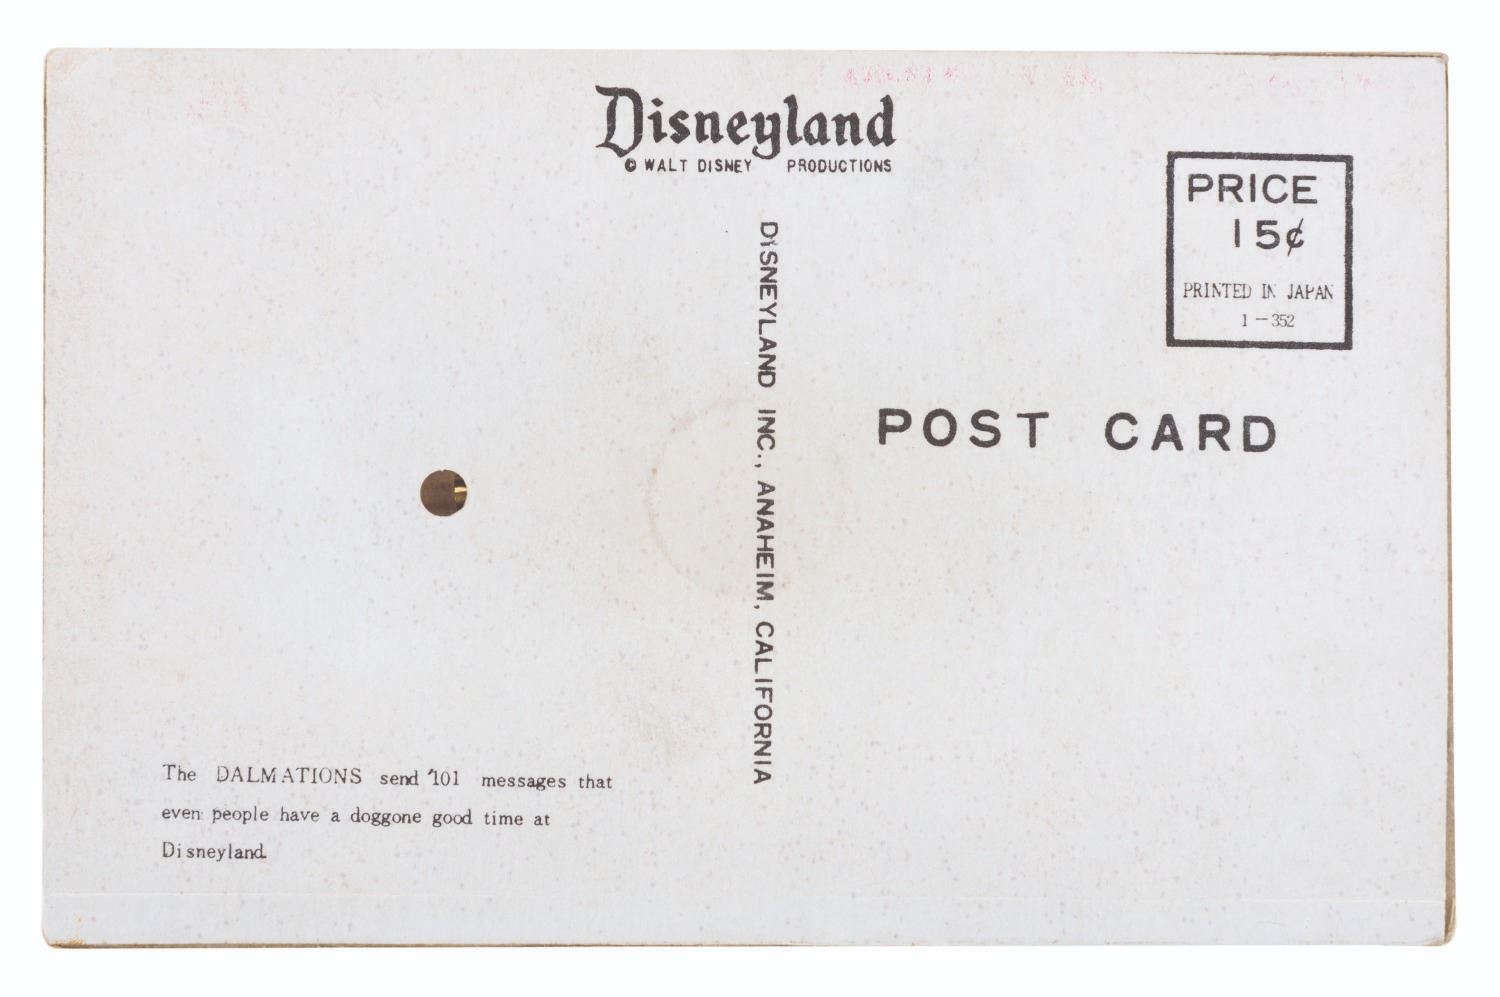 Disneyland
© WALT DISNEY PRODUCTIONS
PRICE
15¢
PRINTED IN JAPAN
1-352
DISNEYLAND INC., ANAHEIM, CALIFORNIA
POST CARD
The DALMATIONS send '101 messages that
even people have a doggone good time at
Disneyland.